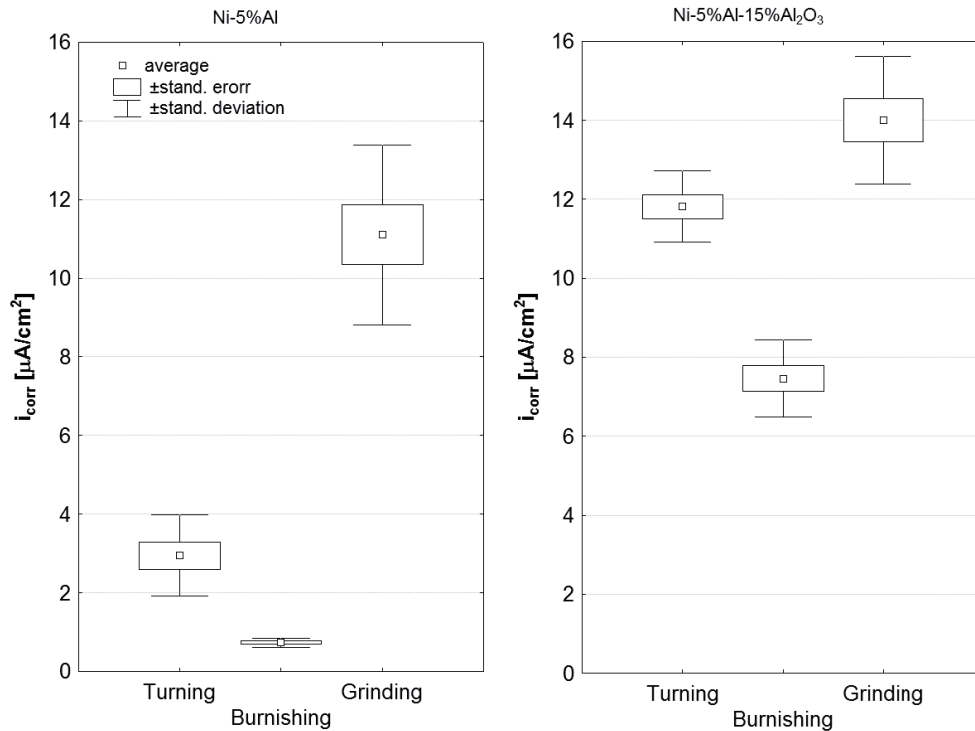 Ni-5%Al
16
14
12
10
8
6
4
2
0
i_corr [µA/cm²]
average
±stand. erorr
±stand. deviation
Turning
Grinding
Burnishing
Ni-5%Al-15%Al₂O₃
16
14
12
10
8
6
4
2
0
i_corr [µA/cm²]
Turning
Grinding
Burnishing